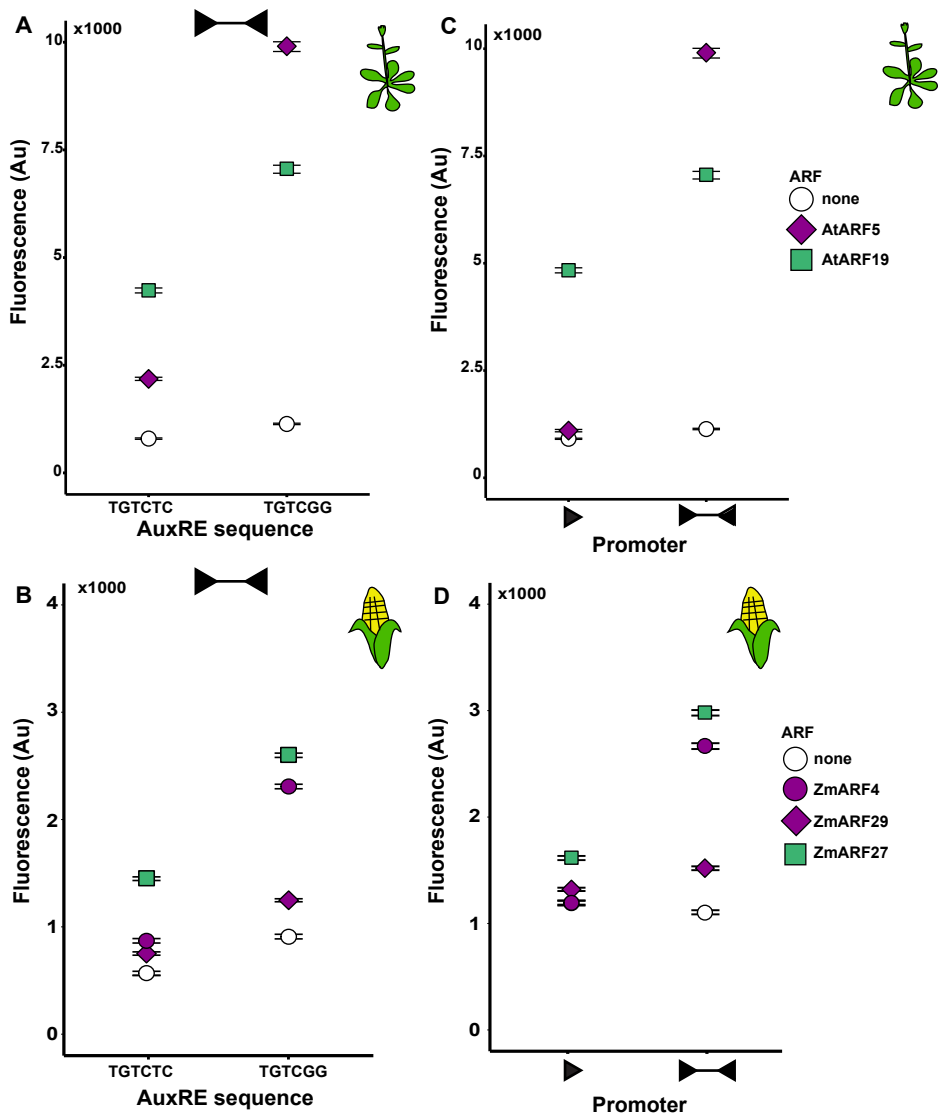 A
x1000
10
7.5
5
2.5
0
Fluorescence (Au)
TGTCTC
TGTCGG
AuxRE sequence
C
x1000
10
7.5
5
2.5
0
Fluorescence (Au)
Promoter
ARF
none
AtARF5
AtARF19
B
x1000
4
3
2
1
0
Fluorescence (Au)
TGTCTC
TGTCGG
AuxRE sequence
D
x1000
4
3
2
1
0
Fluorescence (Au)
Promoter
ARF
none
ZmARF4
ZmARF29
ZmARF27